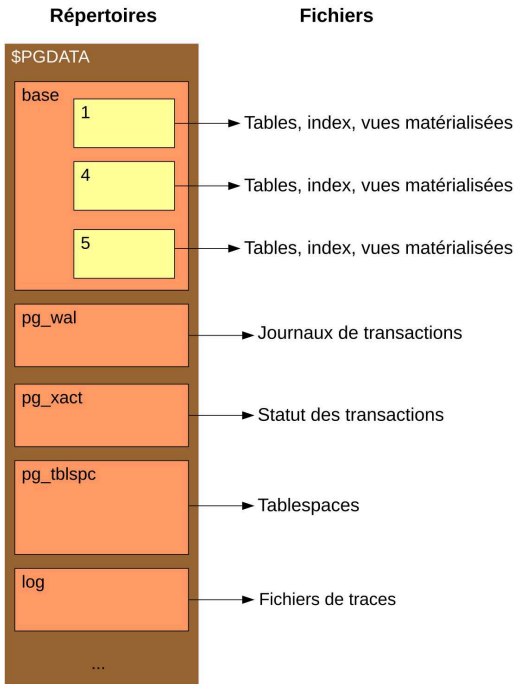 Répertoires Fichiers
$PGDATA
base
1
Tables, index, vues matérialisées
4
Tables, index, vues matérialisées
5
Tables, index, vues matérialisées
pg_wal
Journaux de transactions
pg_xact
Statut des transactions
pg_tblspc
Tablespaces
log
Fichiers de traces
...